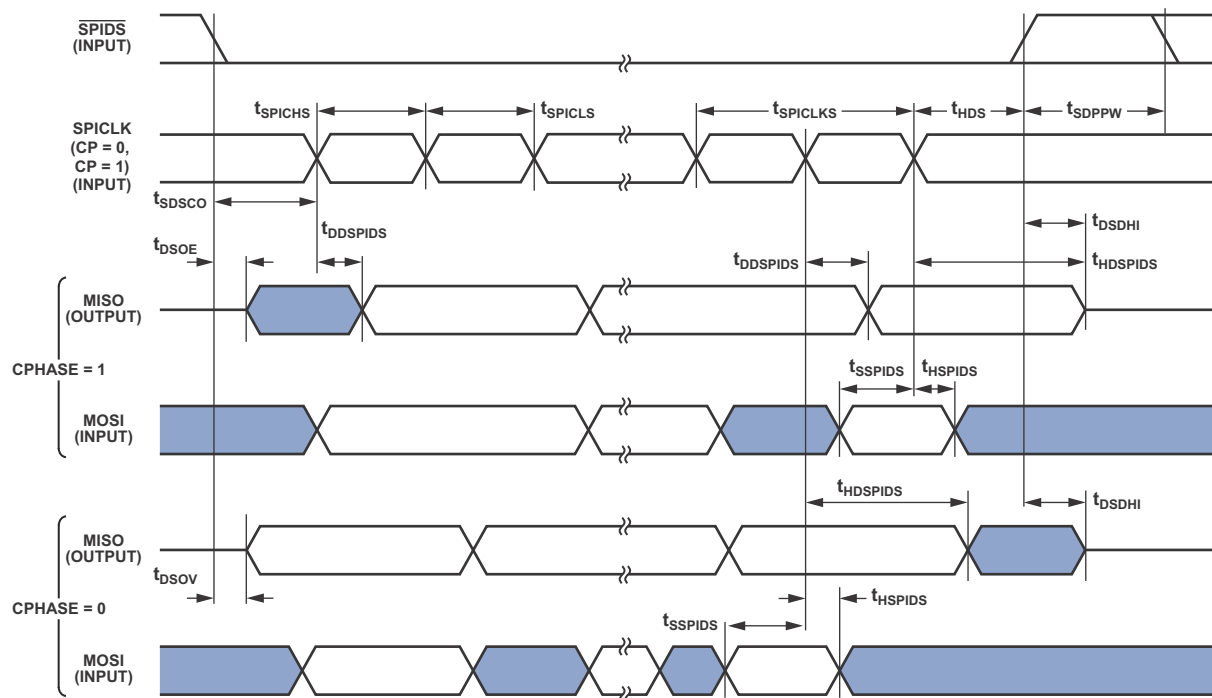 SPIDS
(INPUT)
tSPICHS
tSPICLS
tSPICLKS
tHDS
tSDPPW
SPICLK
(CP = 0,
CP = 1)
(INPUT)
tSDSCO
tDSOE
tDDSPIDS
tDDSPIDS
tDSDHI
tHDSPIDS
MISO
(OUTPUT)
CPHASE = 1
tSSPIDS
tHSPIDS
MOSI
(INPUT)
tHDSPIDS
tDSDHI
MISO
(OUTPUT)
tDSOV
CPHASE = 0
tHSPIDS
tSSPIDS
MOSI
(INPUT)